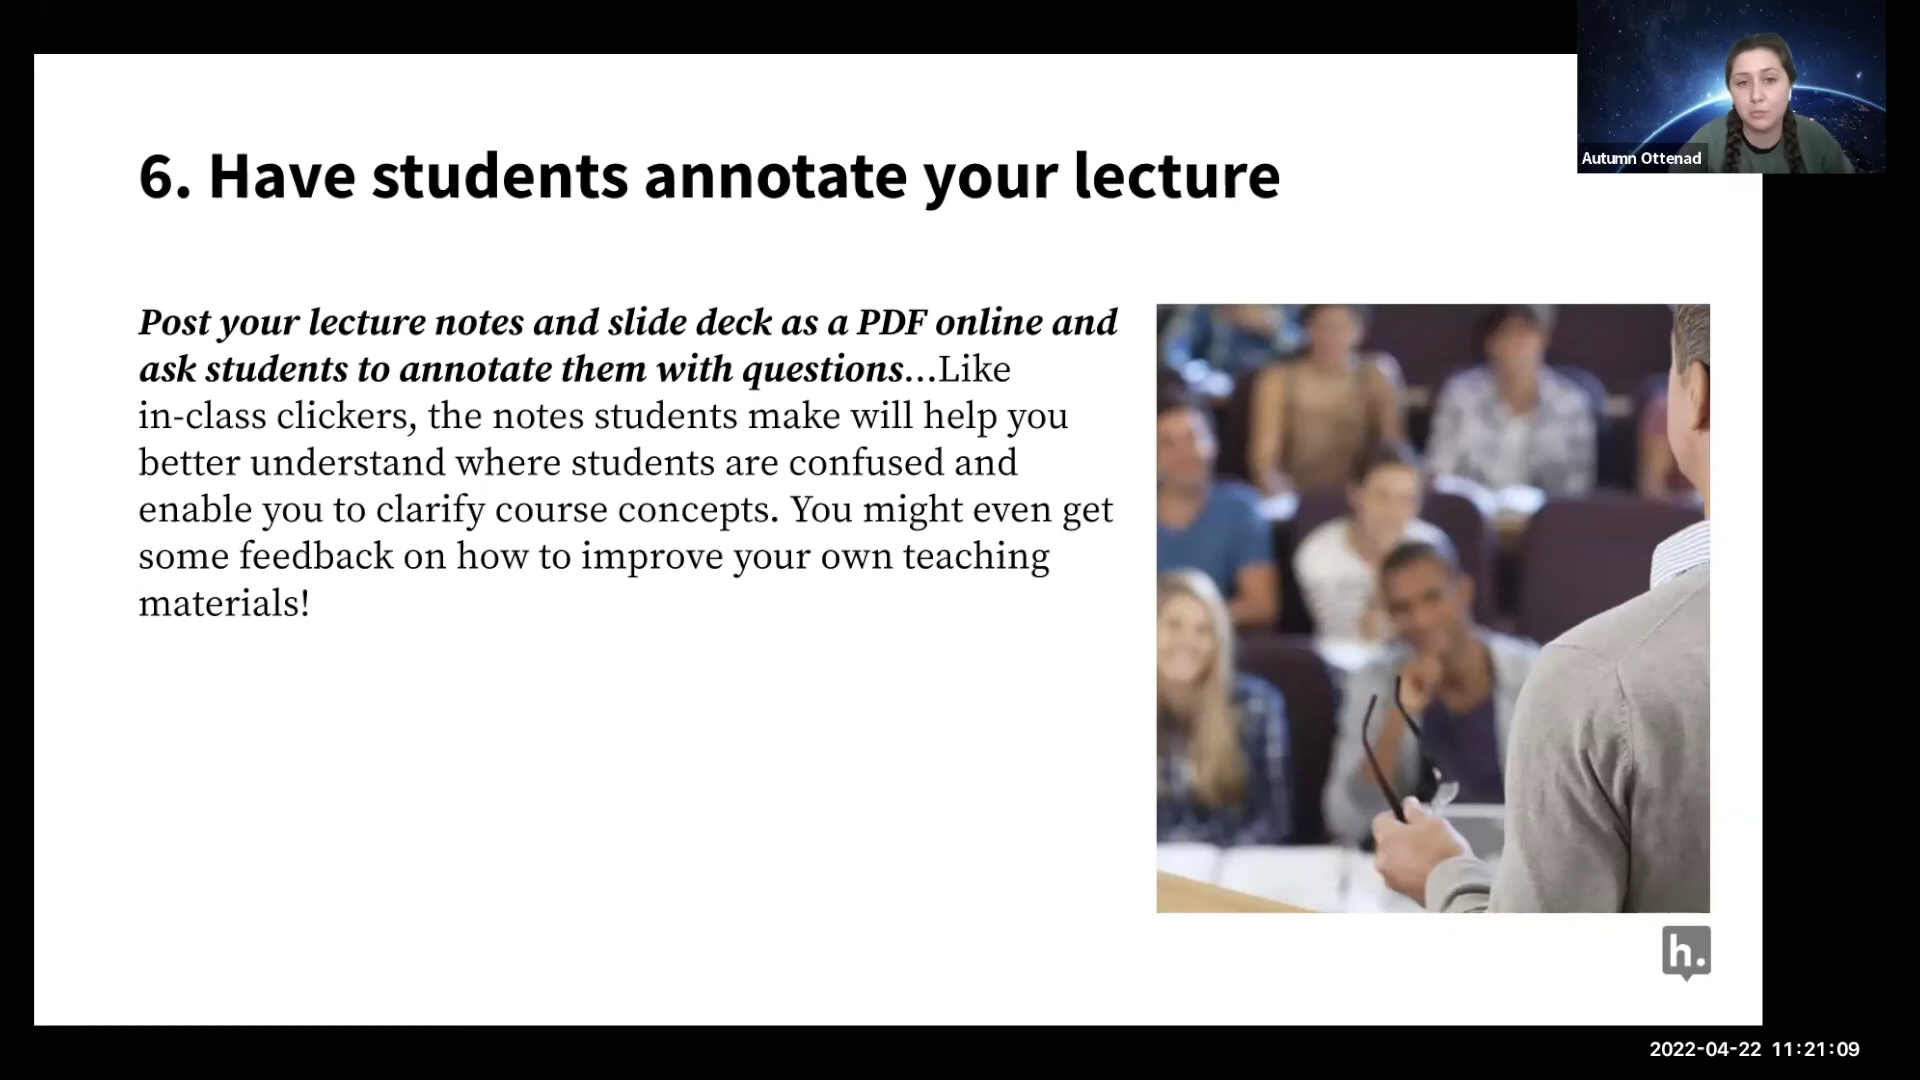 Autumn Ottenad
6. Have students annotate your lecture
Post your lecture notes and slide deck as a PDF online and
ask students to annotate them with questions…Like
in-class clickers, the notes students make will help you
better understand where students are confused and
enable you to clarify course concepts. You might even get
some feedback on how to improve your own teaching
materials!
h.
2022-04-22 11:21:09